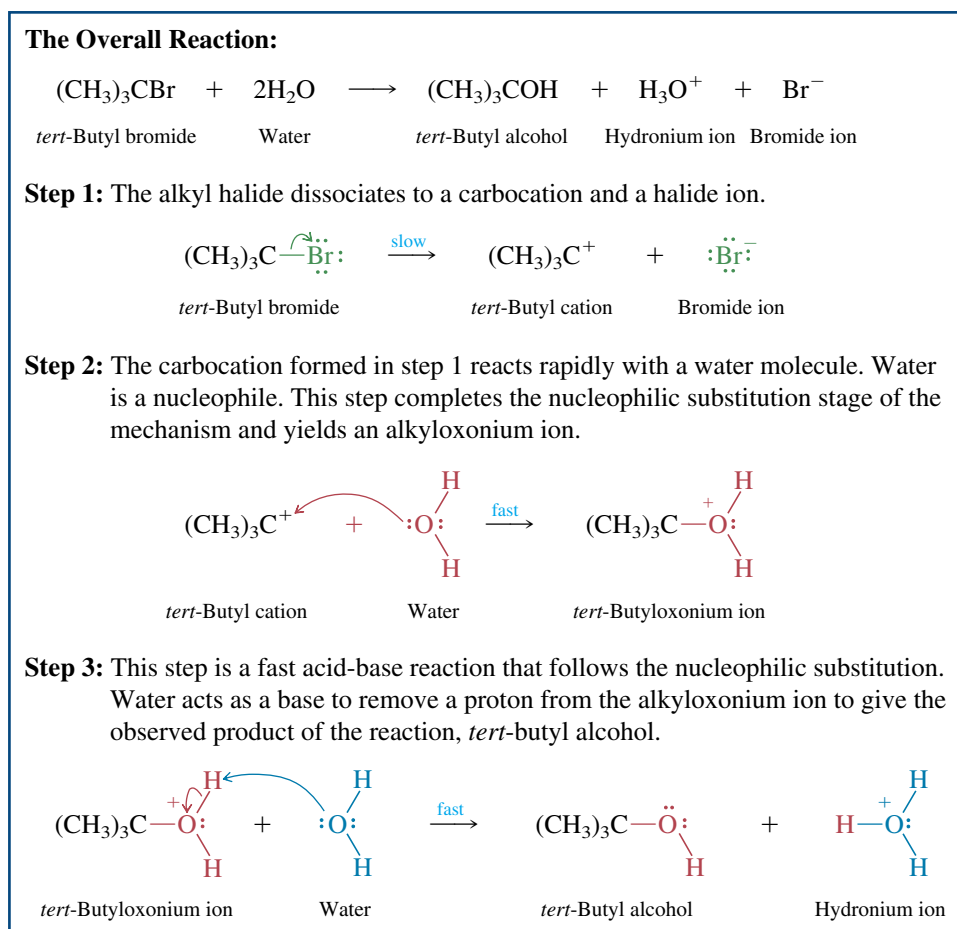 The Overall Reaction:
(CH₃)₃CBr + 2H₂O ⟶ (CH₃)₃COH + H₃O⁺ + Br⁻
tert-Butyl bromide Water tert-Butyl alcohol Hydronium ion Bromide ion
Step 1: The alkyl halide dissociates to a carbocation and a halide ion.
slow
(CH₃)₃C—Br: ⟶ (CH₃)₃C⁺ + :Br:⁻
tert-Butyl bromide tert-Butyl cation Bromide ion
Step 2: The carbocation formed in step 1 reacts rapidly with a water molecule. Water
is a nucleophile. This step completes the nucleophilic substitution stage of the
mechanism and yields an alkyloxonium ion.
H H
fast +
(CH₃)₃C⁺ + :O: ⟶ (CH₃)₃C—O:
H H
tert-Butyl cation Water tert-Butyloxonium ion
Step 3: This step is a fast acid-base reaction that follows the nucleophilic substitution.
Water acts as a base to remove a proton from the alkyloxonium ion to give the
observed product of the reaction, tert-butyl alcohol.
H H H
+ fast +
(CH₃)₃C—O: + :O: ⟶ (CH₃)₃C—O: + H—O:
H H H H
tert-Butyloxonium ion Water tert-Butyl alcohol Hydronium ion